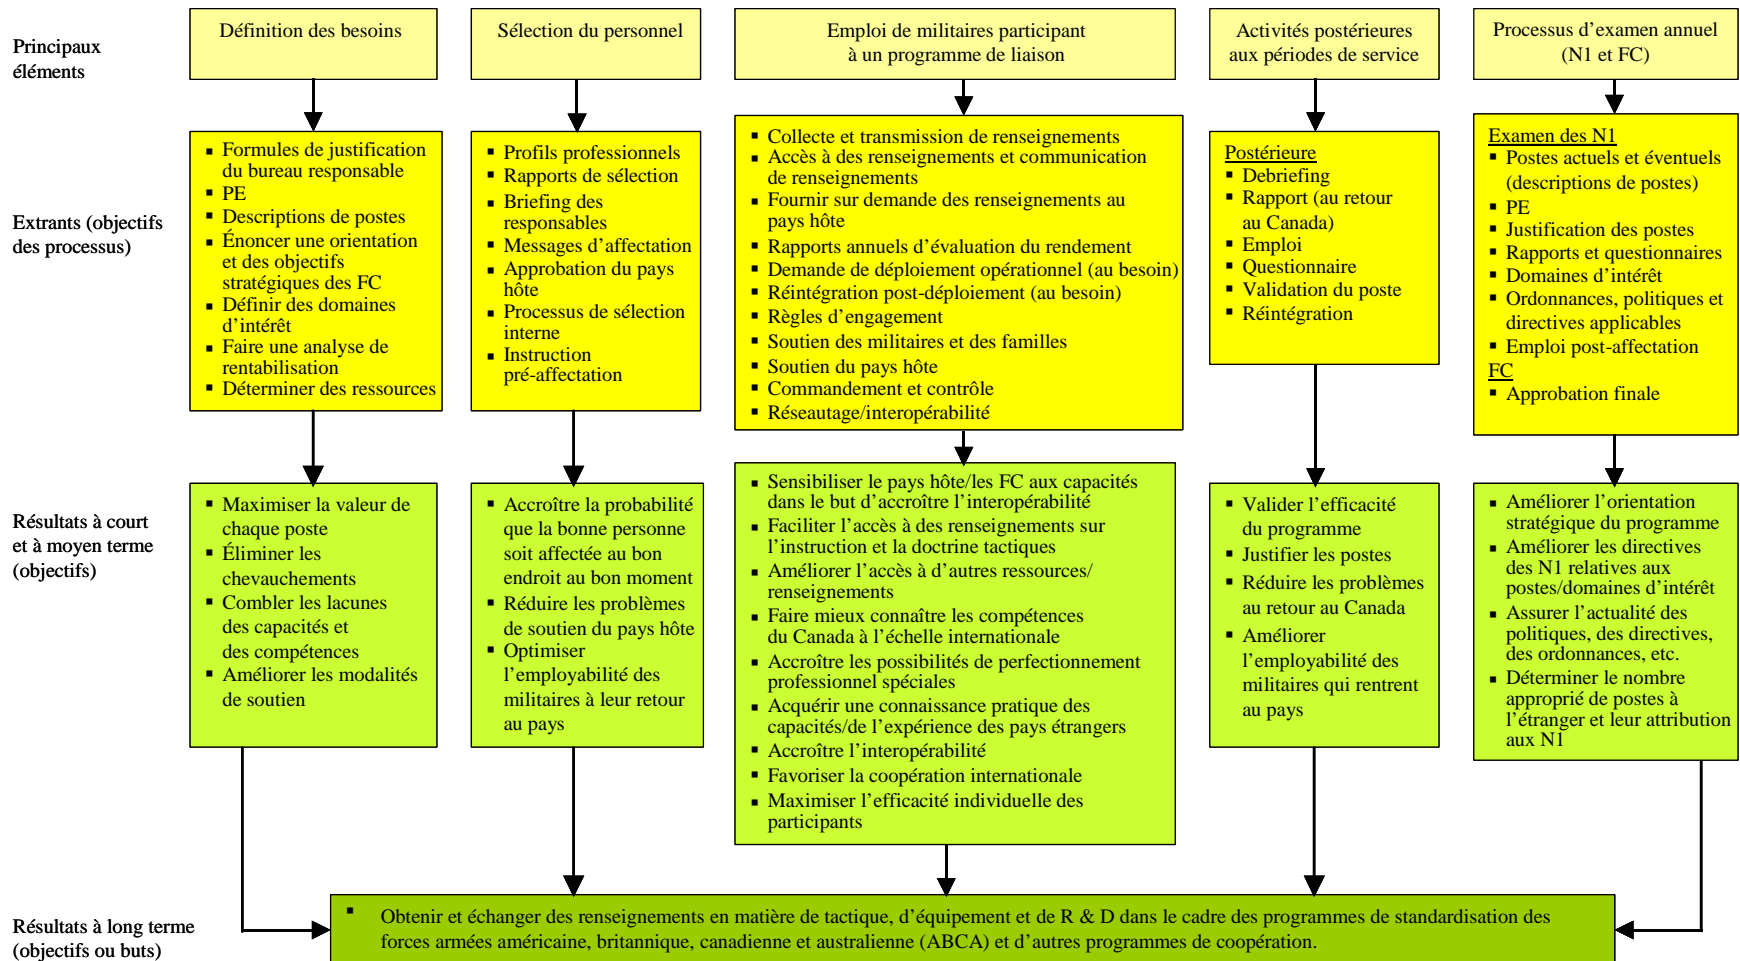 Principaux
éléments
Définition des besoins
Sélection du personnel
Emploi de militaires participant
à un programme de liaison
Activités postérieures
aux périodes de service
Processus d’examen annuel
(N1 et FC)
Extrants (objectifs
des processus)
▪ Formules de justification
du bureau responsable
▪ PE
▪ Descriptions de postes
▪ Énoncer une orientation
et des objectifs
stratégiques des FC
▪ Définir des domaines
d’intérêt
▪ Faire une analyse de
rentabilisation
▪ Déterminer des ressources
▪ Profils professionnels
▪ Rapports de sélection
▪ Briefing des
responsables
▪ Messages d’affectation
▪ Approbation du pays
hôte
▪ Processus de sélection
interne
▪ Instruction
pré-affectation
▪ Collecte et transmission de renseignements
▪ Accès à des renseignements et communication
de renseignements
▪ Fournir sur demande des renseignements au
pays hôte
▪ Rapports annuels d’évaluation du rendement
▪ Demande de déploiement opérationnel (au besoin)
▪ Réintégration post-déploiement (au besoin)
▪ Règles d’engagement
▪ Soutien des militaires et des familles
▪ Soutien du pays hôte
▪ Commandement et contrôle
▪ Réseautage/interopérabilité
Postérieure
▪ Debriefing
▪ Rapport (au retour
au Canada)
▪ Emploi
▪ Questionnaire
▪ Validation du poste
▪ Réintégration
Examen des N1
▪ Postes actuels et éventuels
(descriptions de postes)
▪ PE
▪ Justification des postes
▪ Rapports et questionnaires
▪ Domaines d’intérêt
▪ Ordonnances, politiques et
directives applicables
▪ Emploi post-affectation
FC
▪ Approbation finale
Résultats à court
et à moyen terme
(objectifs)
▪ Maximiser la valeur de
chaque poste
▪ Éliminer les
chevauchements
▪ Combler les lacunes
des capacités et
des compétences
▪ Améliorer les modalités
de soutien
▪ Accroître la probabilité
que la bonne personne
soit affectée au bon
endroit au bon moment
▪ Réduire les problèmes
de soutien du pays hôte
▪ Optimiser
l’employabilité des
militaires à leur retour
au pays
▪ Sensibiliser le pays hôte/les FC aux capacités
dans le but d’accroître l’interopérabilité
▪ Faciliter l’accès à des renseignements sur
l’instruction et la doctrine tactiques
▪ Améliorer l’accès à d’autres ressources/
renseignements
▪ Faire mieux connaître les compétences
du Canada à l’échelle internationale
▪ Accroître les possibilités de perfectionnement
professionnel spéciales
▪ Acquérir une connaissance pratique des
capacités/de l’expérience des pays étrangers
▪ Accroître l’interopérabilité
▪ Favoriser la coopération internationale
▪ Maximiser l’efficacité individuelle des
participants
▪ Valider l’efficacité
du programme
▪ Justifier les postes
▪ Réduire les problèmes
au retour au Canada
▪ Améliorer
l’employabilité des
militaires qui rentrent
au pays
▪ Améliorer l’orientation
stratégique du programme
▪ Améliorer les directives
des N1 relatives aux
postes/domaines d’intérêt
▪ Assurer l’actualité des
politiques, des directives,
des ordonnances, etc.
▪ Déterminer le nombre
approprié de postes à
l’étranger et leur attribution
aux N1
Résultats à long terme
(objectifs ou buts)
▪ Obtenir et échanger des renseignements en matière de tactique, d’équipement et de R & D dans le cadre des programmes de standardisation des
forces armées américaine, britannique, canadienne et australienne (ABCA) et d’autres programmes de coopération.